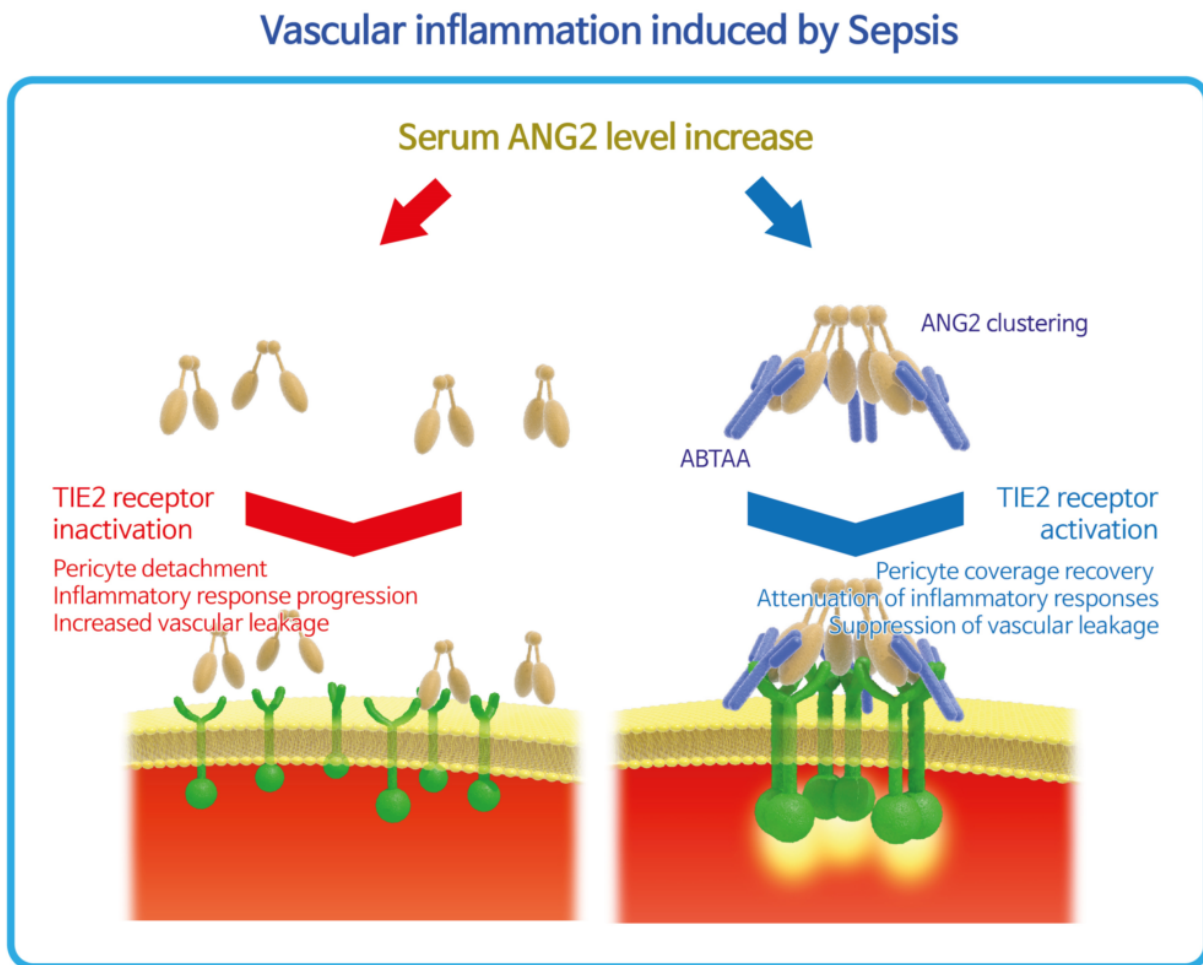 Vascular inflammation induced by Sepsis
Serum ANG2 level increase
ANG2 clustering
ABTAA
TIE2 receptor
inactivation
Pericyte detachment
Inflammatory response progression
Increased vascular leakage
TIE2 receptor
activation
Pericyte coverage recovery
Attenuation of inflammatory responses
Suppression of vascular leakage